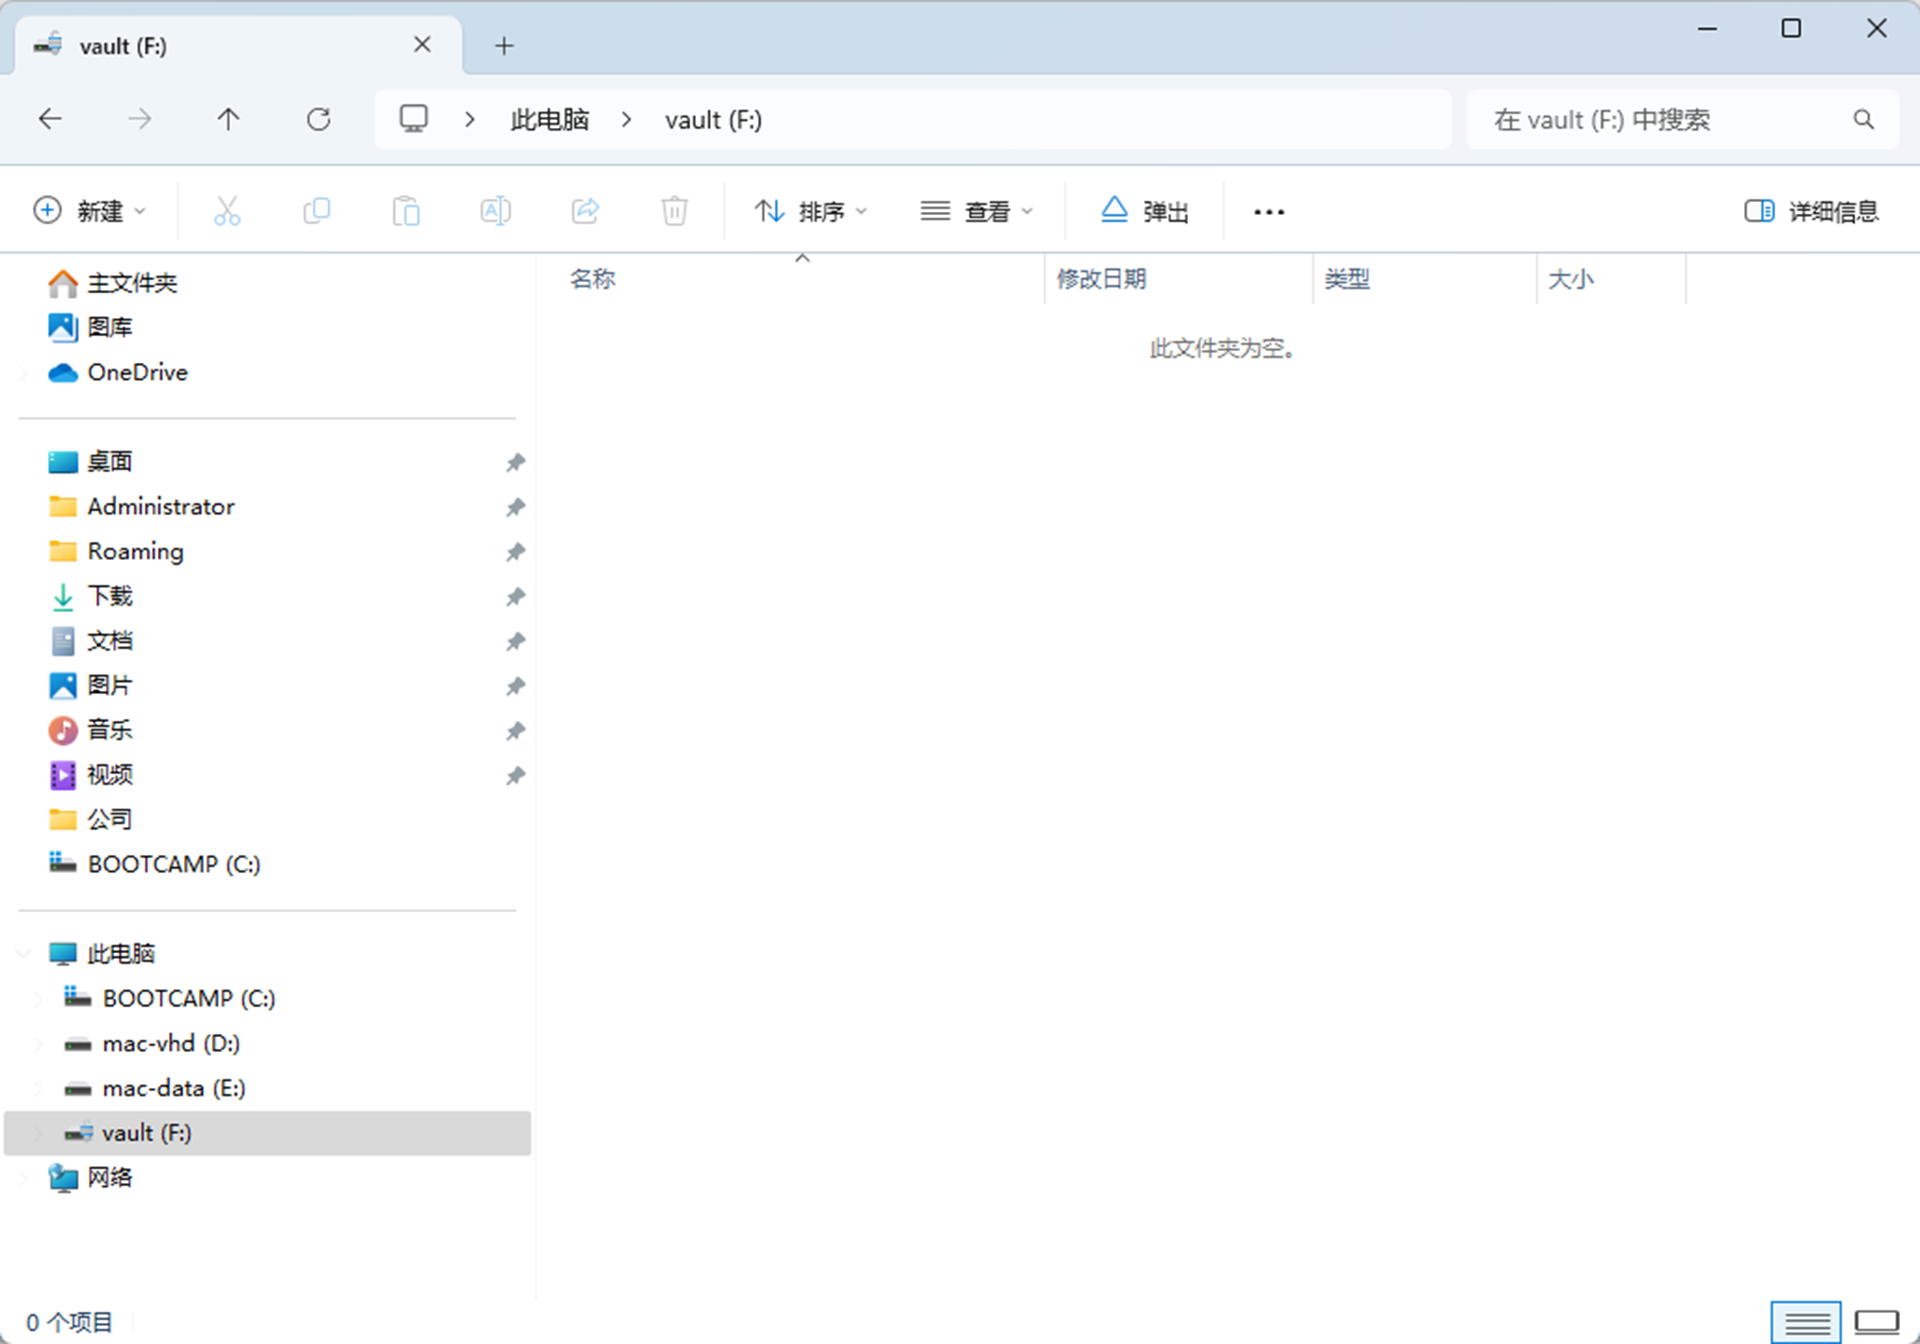 vault (F:)
此电脑 vault (F:) 在 vault (F:) 中搜索
新建 排序 查看 弹出 详细信息
主文件夹
图库
OneDrive
桌面
Administrator
Roaming
下载
文档
图片
音乐
视频
公司
BOOTCAMP (C:)
此电脑
BOOTCAMP (C:)
mac-vhd (D:)
mac-data (E:)
vault (F:)
网络
名称 修改日期 类型 大小
此文件夹为空。
0 个项目